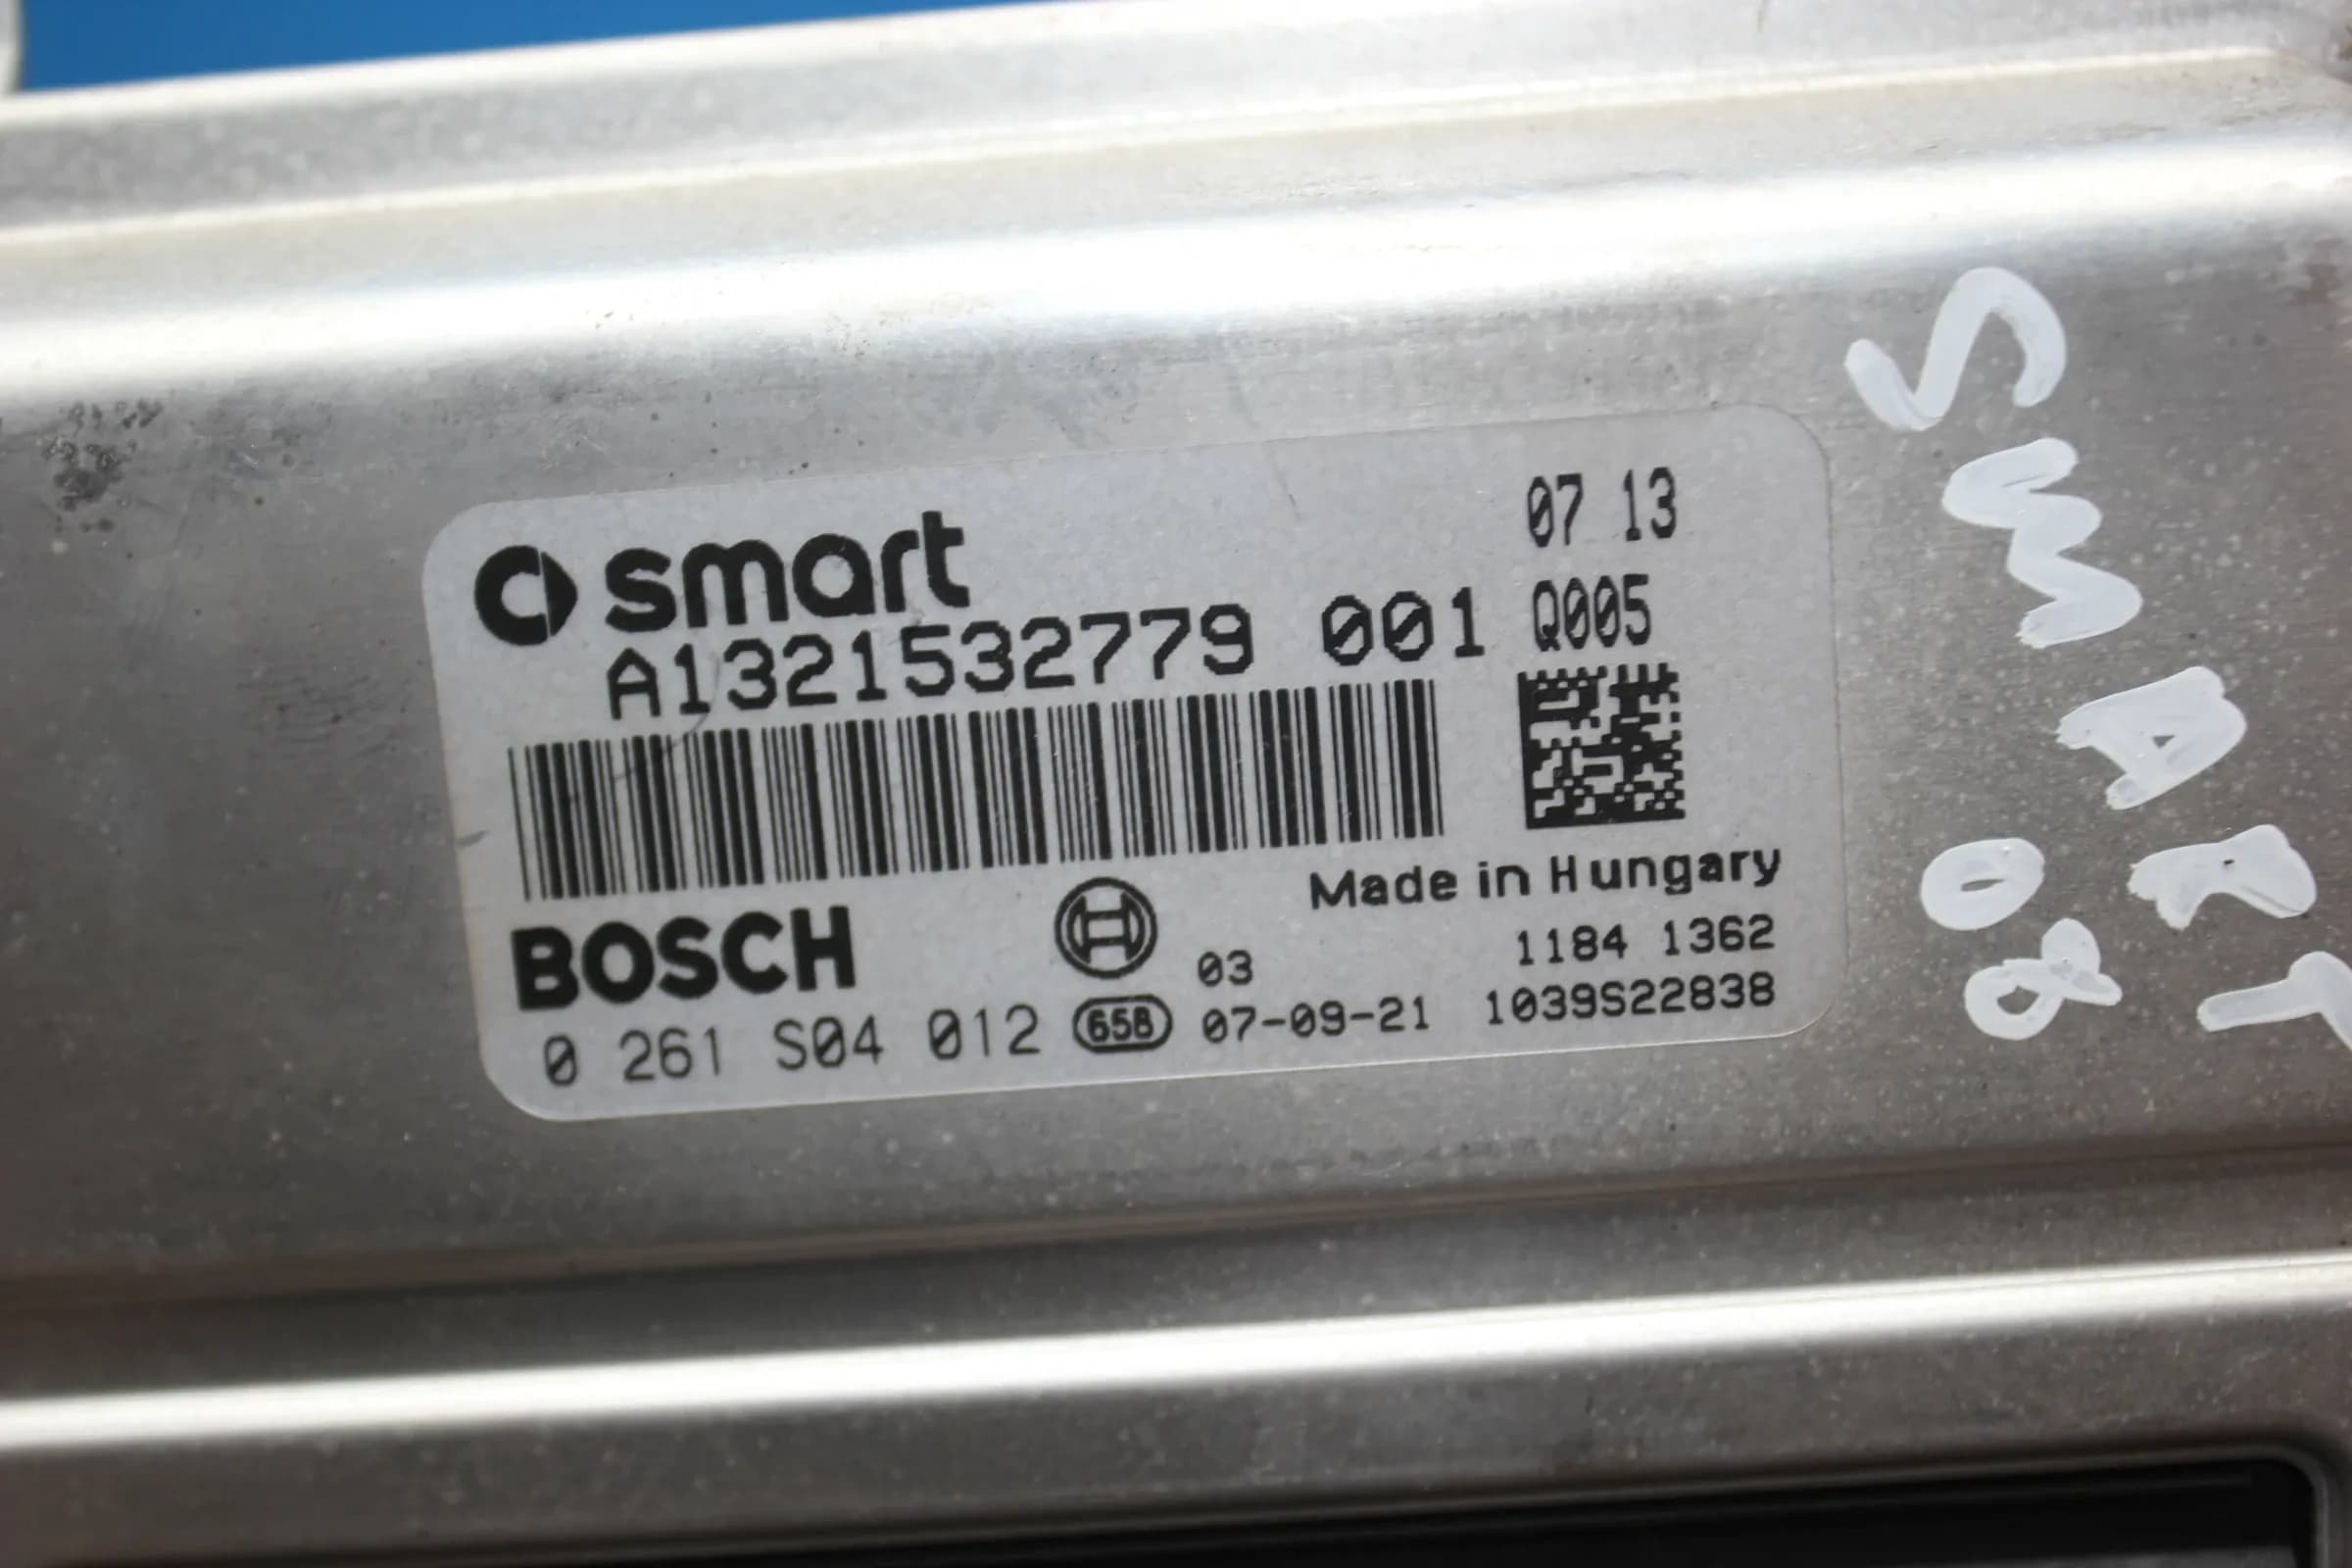 smart
07 13
A1321532779 001
Q005
BOSCH
Made in Hungary
03
1184 1362
0 261 S04 012
658
07-09-21
1039S22838
SMART
08